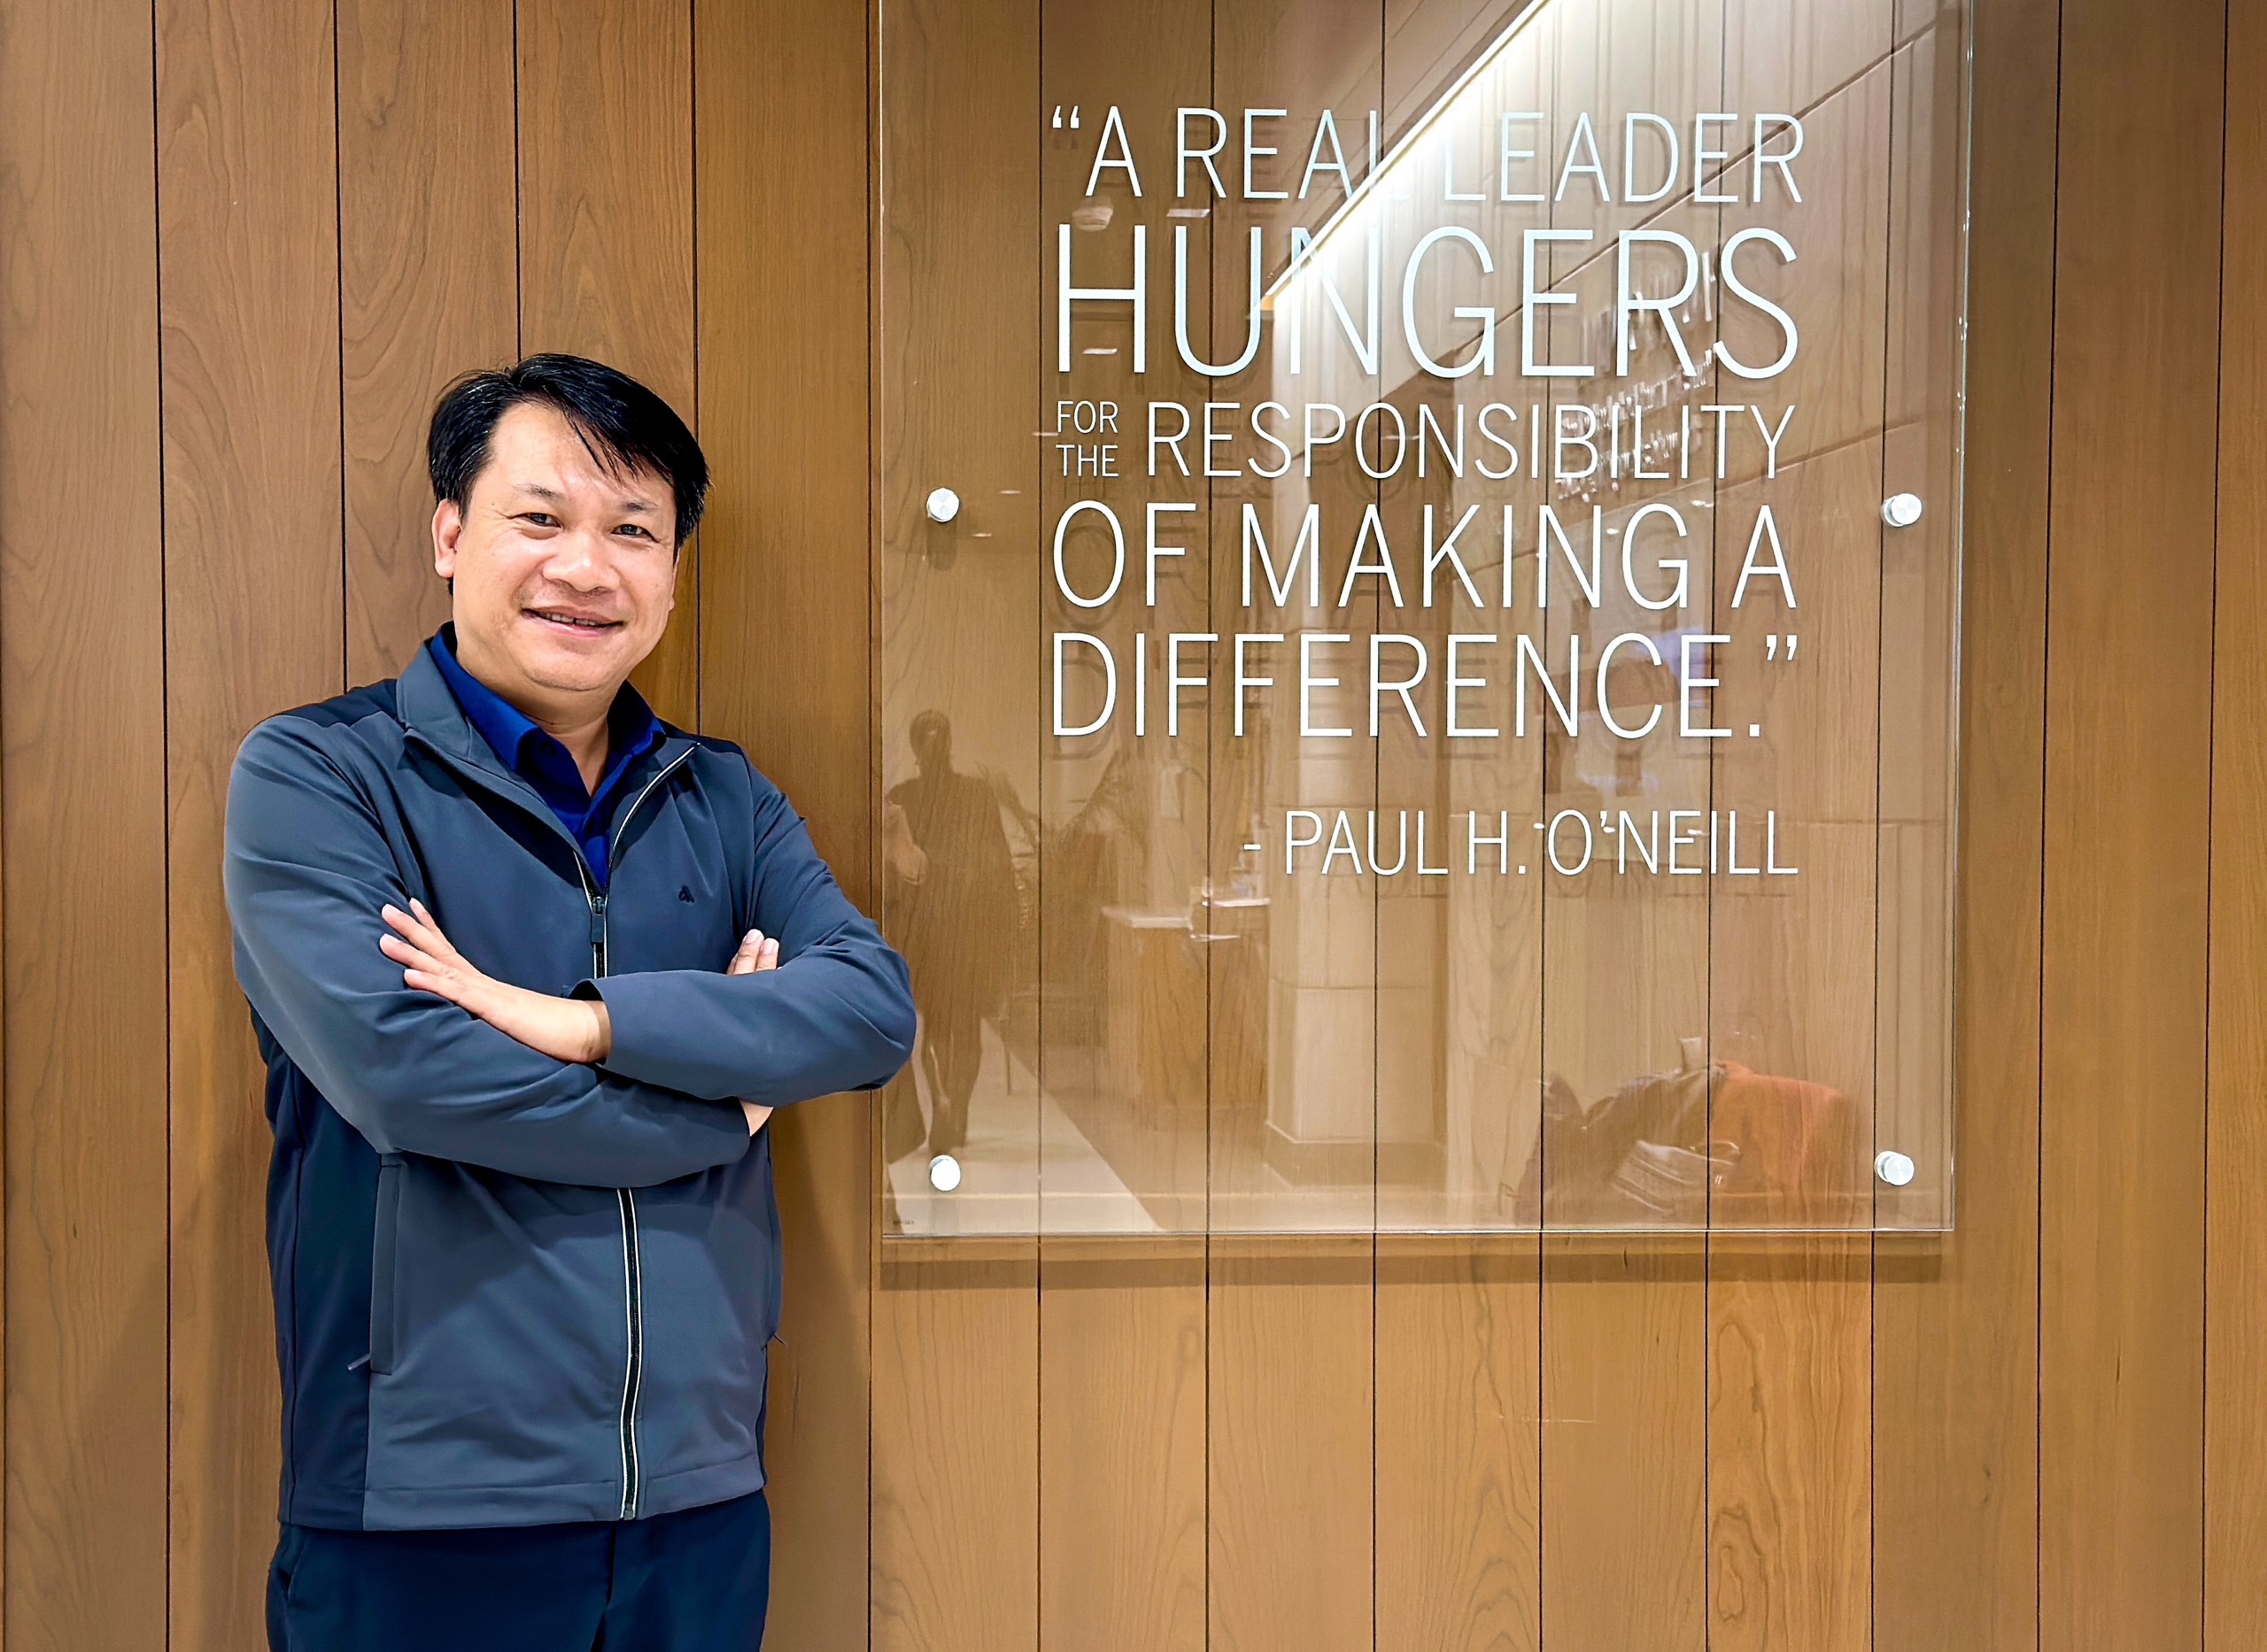 “A REAL LEADER
HUNGERS
FOR THE RESPONSIBILITY
OF MAKING A
DIFFERENCE.”
- PAUL H. O’NEILL